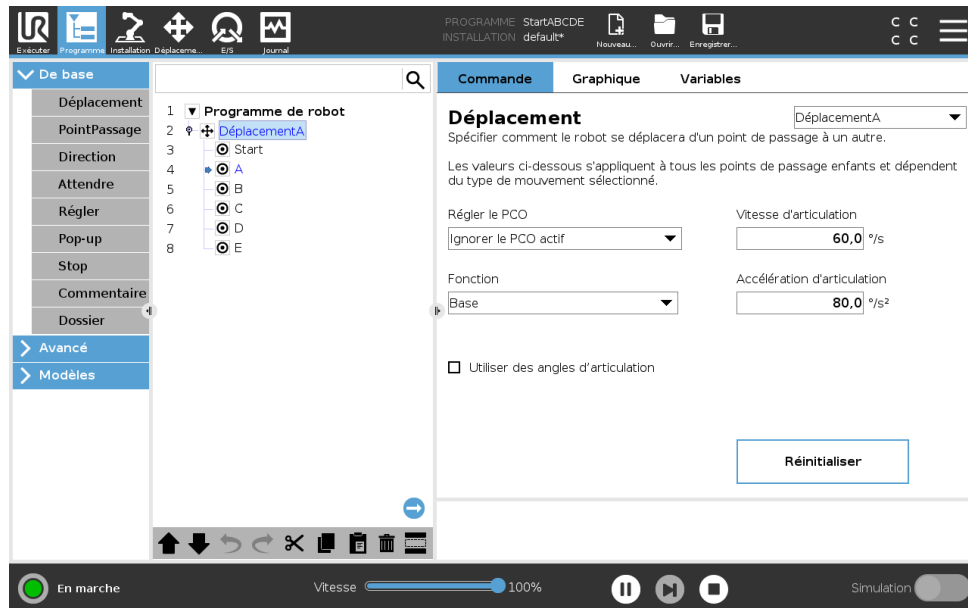 PROGRAMME StartABCDE
INSTALLATION default*
Exécuter
Programme
Installation
Déplaceme...
E/S
Journal
Nouveau...
Ouvrir...
Enregistrer...
C C
C C
De base
Déplacement
PointPassage
Direction
Attendre
Régler
Pop-up
Stop
Commentaire
Dossier
Avancé
Modèles
1 Programme de robot
2 DéplacementA
3 Start
4 A
5 B
6 C
7 D
8 E
Commande Graphique Variables
Déplacement
DéplacementA
Spécifier comment le robot se déplacera d'un point de passage à un autre.
Les valeurs ci-dessous s'appliquent à tous les points de passage enfants et dépendent
du type de mouvement sélectionné.
Régler le PCO
Vitesse d'articulation
Ignorer le PCO actif
60,0 °/s
Fonction
Accélération d'articulation
Base
80,0 °/s²
Utiliser des angles d'articulation
Réinitialiser
En marche
Vitesse 100%
Simulation